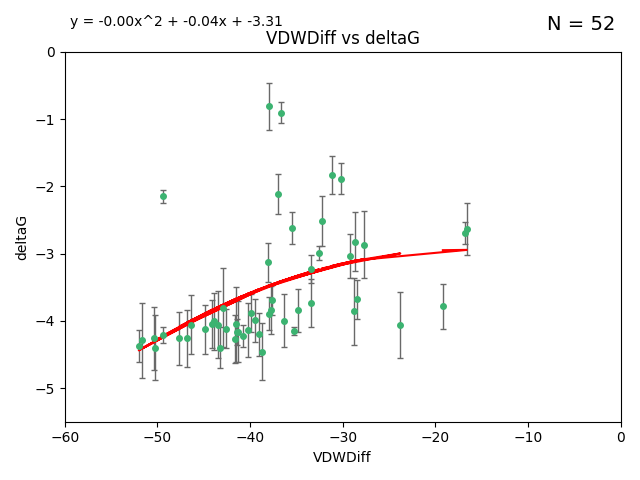 y = -0.00x^2 + -0.04x + -3.31
N = 52
VDWDiff vs deltaG
0
−1
−2
−3
−4
−5
deltaG
−60 −50 −40 −30 −20 −10 0
VDWDiff